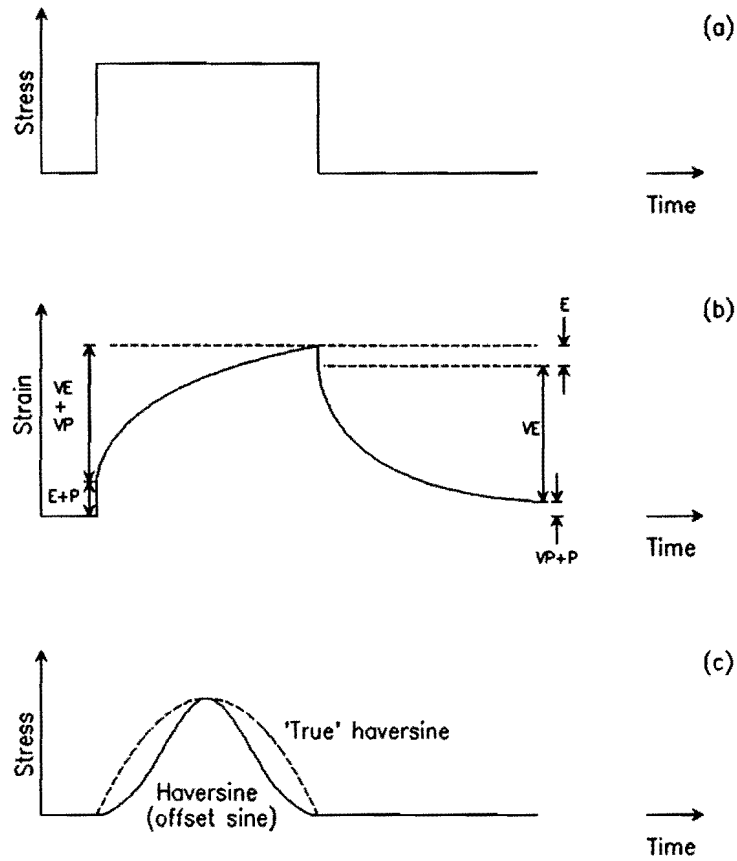 (a)
Stress
Time
(b)
Strain
VE
+
VP
E+P
E
VE
VP+P
Time
(c)
Stress
'True' haversine
Haversine
(offset sine)
Time